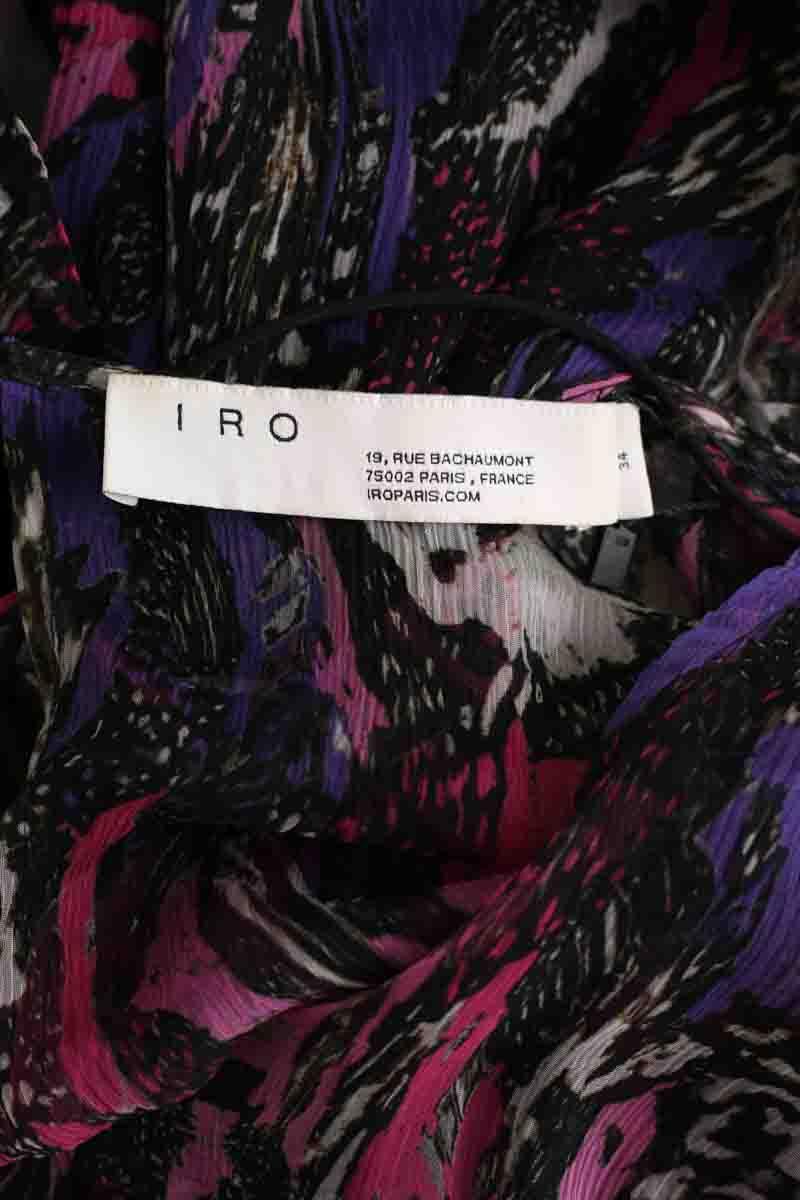 IRO
19, RUE BACHAUMONT
75002 PARIS, FRANCE
IROPARIS.COM
34